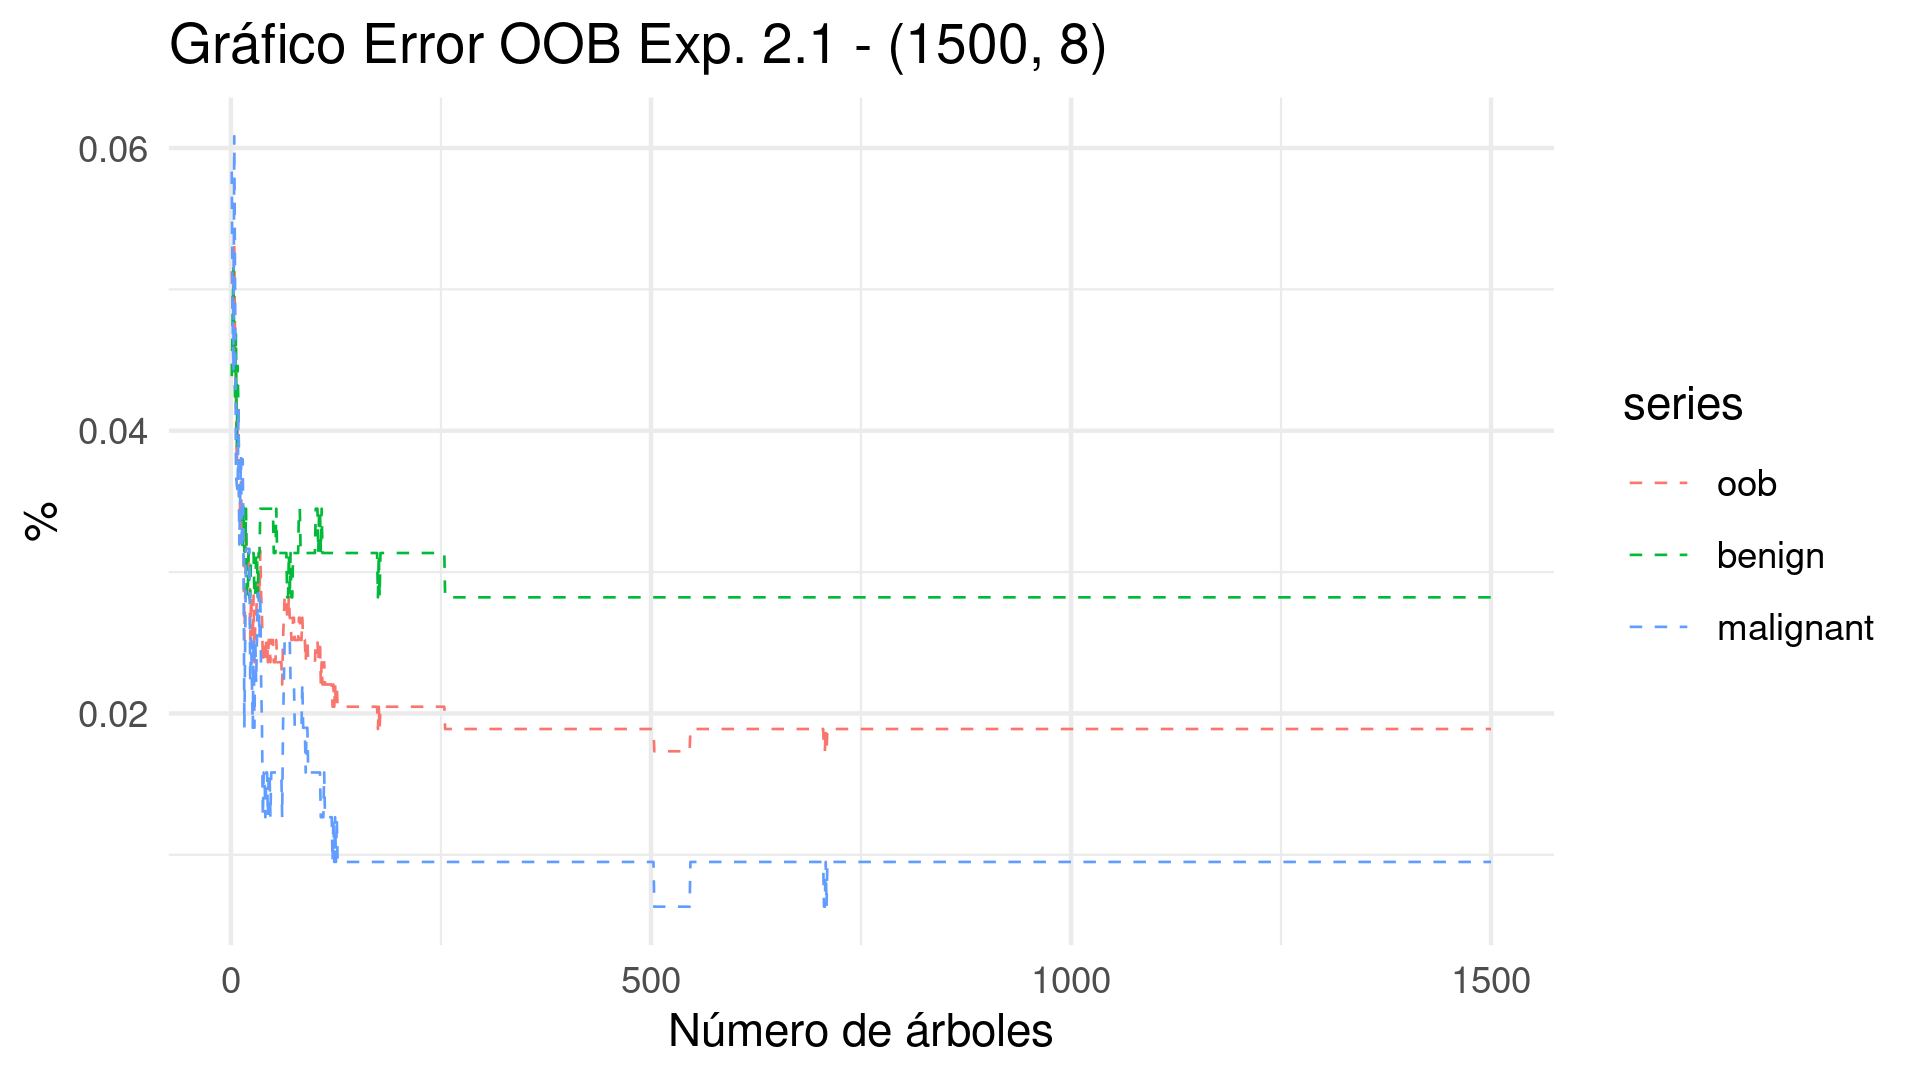 Gráfico Error OOB Exp. 2.1 - (1500, 8)
0.06
0.04
0.02
%
0
500
1000
1500
Número de árboles
series
oob
benign
malignant